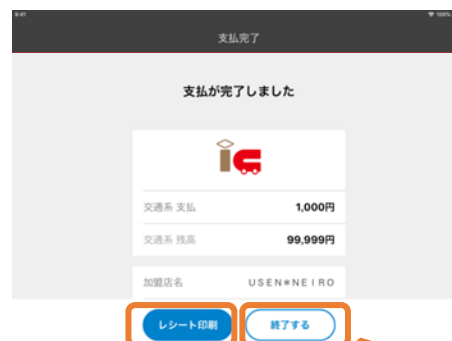 9:41 100%
支払完了
支払が完了しました
交通系 支払 1,000円
交通系 残高 99,999円
加盟店名 USEN*NEIRO
レシート印刷 終了する